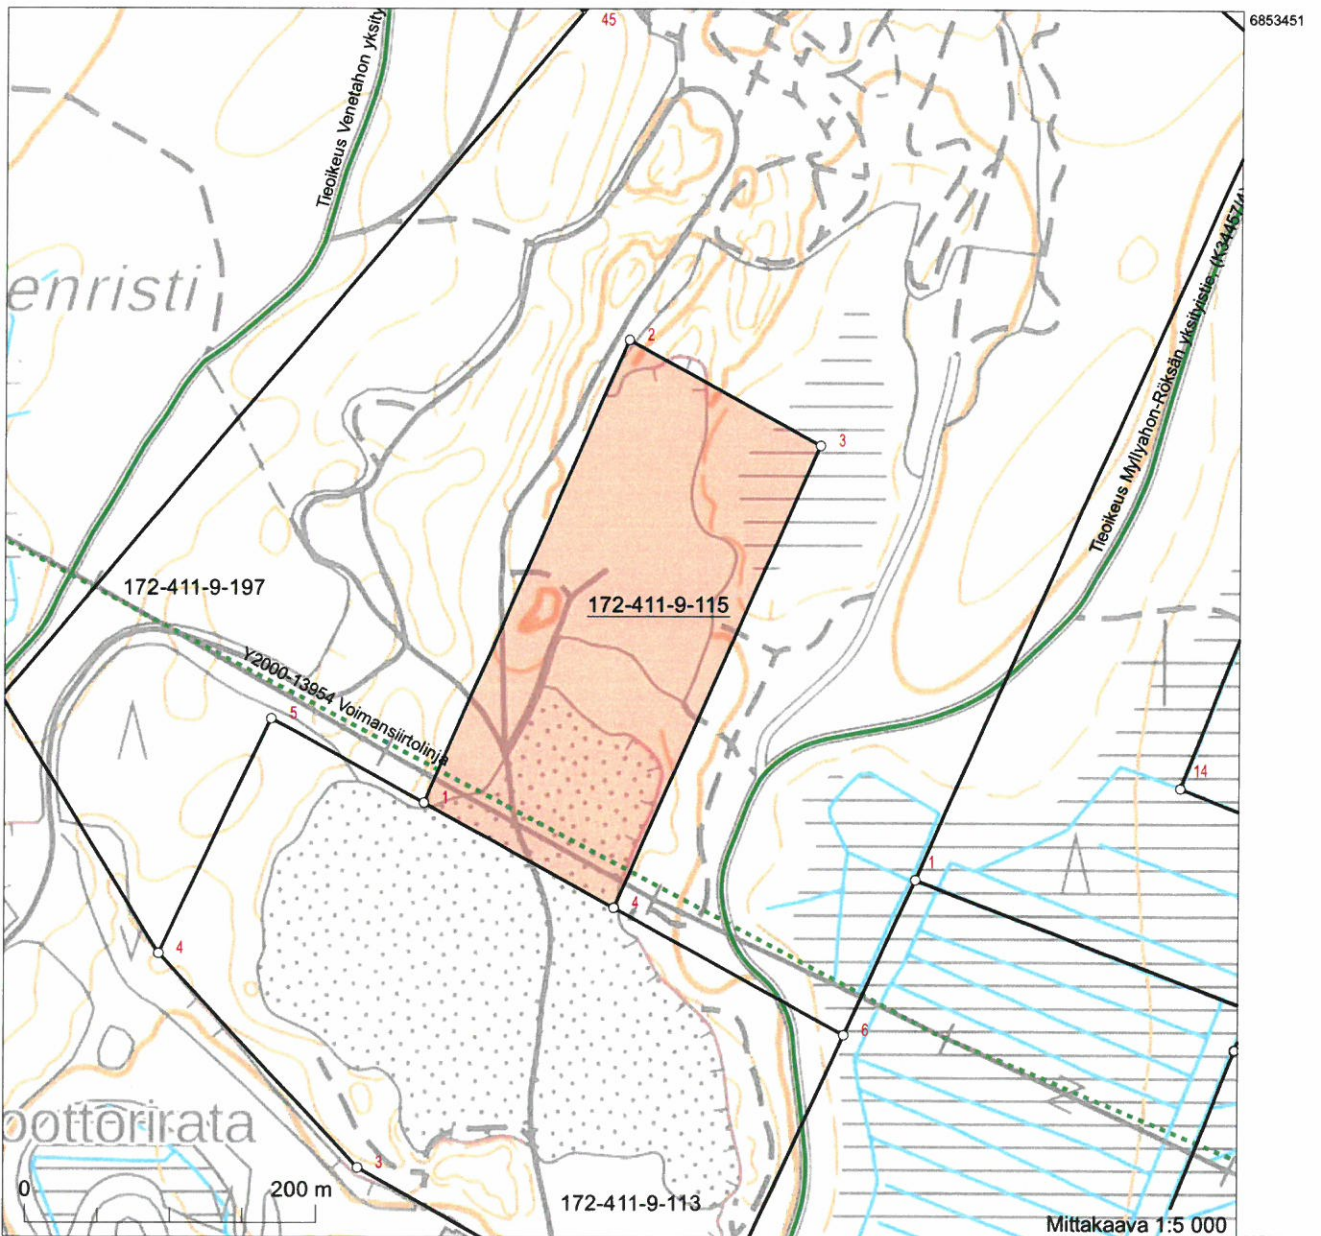 45
6853451
Tieoikeus Venetahon yksity
enristi
2
3
Tieoikeus Myllyahon-Röksän yksityistie, (K34457/4)
172-411-9-197
172-411-9-115
Y2000-13954 Voimansiirtolinja
5
1
14
1
4
4
6
oottorirata
3
0
200 m
172-411-9-113
Mittakaava 1:5 000